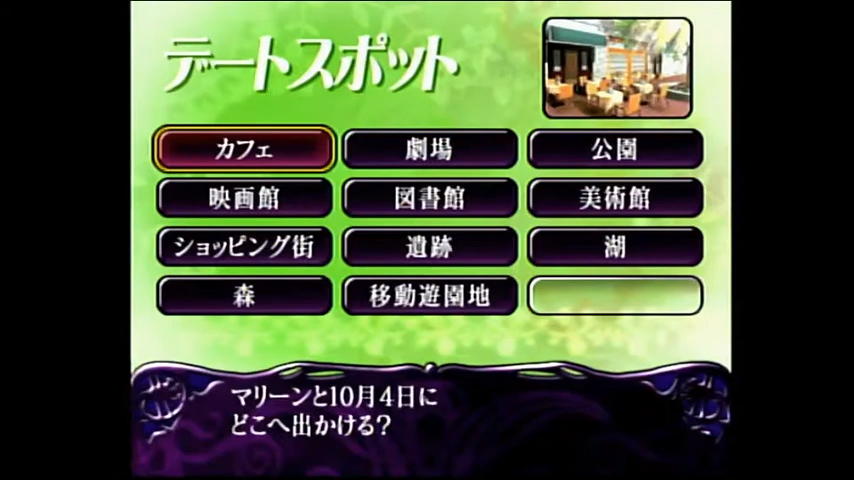 デートスポット
カフェ
劇場
公園
映画館
図書館
美術館
ショッピング街
遺跡
湖
森
移動遊園地
マリーンと10月4日に
どこへ出かける？